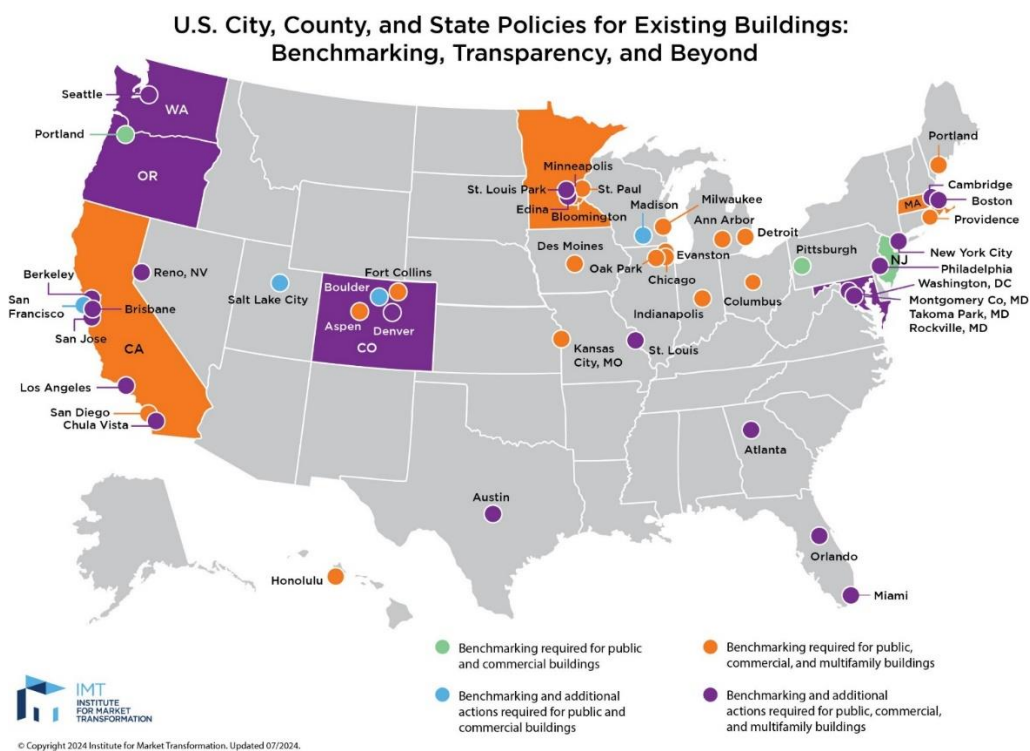 U.S. City, County, and State Policies for Existing Buildings:
Benchmarking, Transparency, and Beyond
Seattle
WA
Portland
OR
Berkeley
San
Francisco
Brisbane
San Jose
CA
Los Angeles
San Diego
Chula Vista
Reno, NV
Salt Lake City
Fort Collins
Boulder
Aspen
Denver
CO
Minneapolis
St. Louis Park
St. Paul
Edina
Bloomington
Madison
Milwaukee
Ann Arbor
Detroit
Des Moines
Oak Park
Evanston
Chicago
Indianapolis
Columbus
Kansas
City, MO
St. Louis
Pittsburgh
NJ
Portland
MA
Cambridge
Boston
Providence
New York City
Philadelphia
Washington, DC
Montgomery Co, MD
Takoma Park, MD
Rockville, MD
Atlanta
Austin
Orlando
Miami
Honolulu
Benchmarking required for public
and commercial buildings
Benchmarking required for public,
commercial, and multifamily buildings
Benchmarking and additional
actions required for public and
commercial buildings
Benchmarking and additional
actions required for public, commercial,
and multifamily buildings
IMT
INSTITUTE
FOR MARKET
TRANSFORMATION
© Copyright 2024 Institute for Market Transformation. Updated 07/2024.